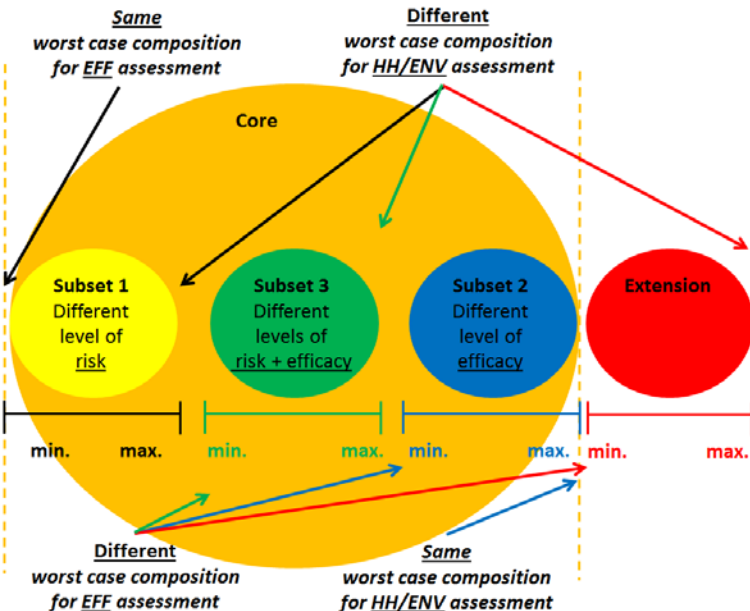 Same
worst case composition
for EFF assessment
Different
worst case composition
for HH/ENV assessment
Core
Subset 1
Different
level of
risk
Subset 3
Different
levels of
risk + efficacy
Subset 2
Different
level of
efficacy
Extension
min. max. min. max. min. max. min. max.
Different
worst case composition
for EFF assessment
Same
worst case composition
for HH/ENV assessment